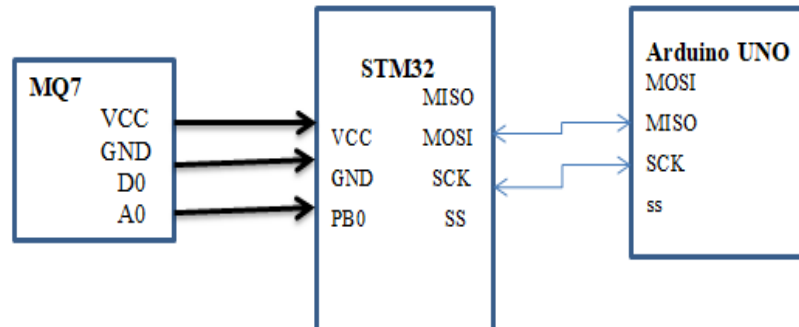 MQ7
VCC
GND
D0
A0
STM32
MISO
VCC MOSI
GND SCK
PB0 SS
Arduino UNO
MOSI
MISO
SCK
ss